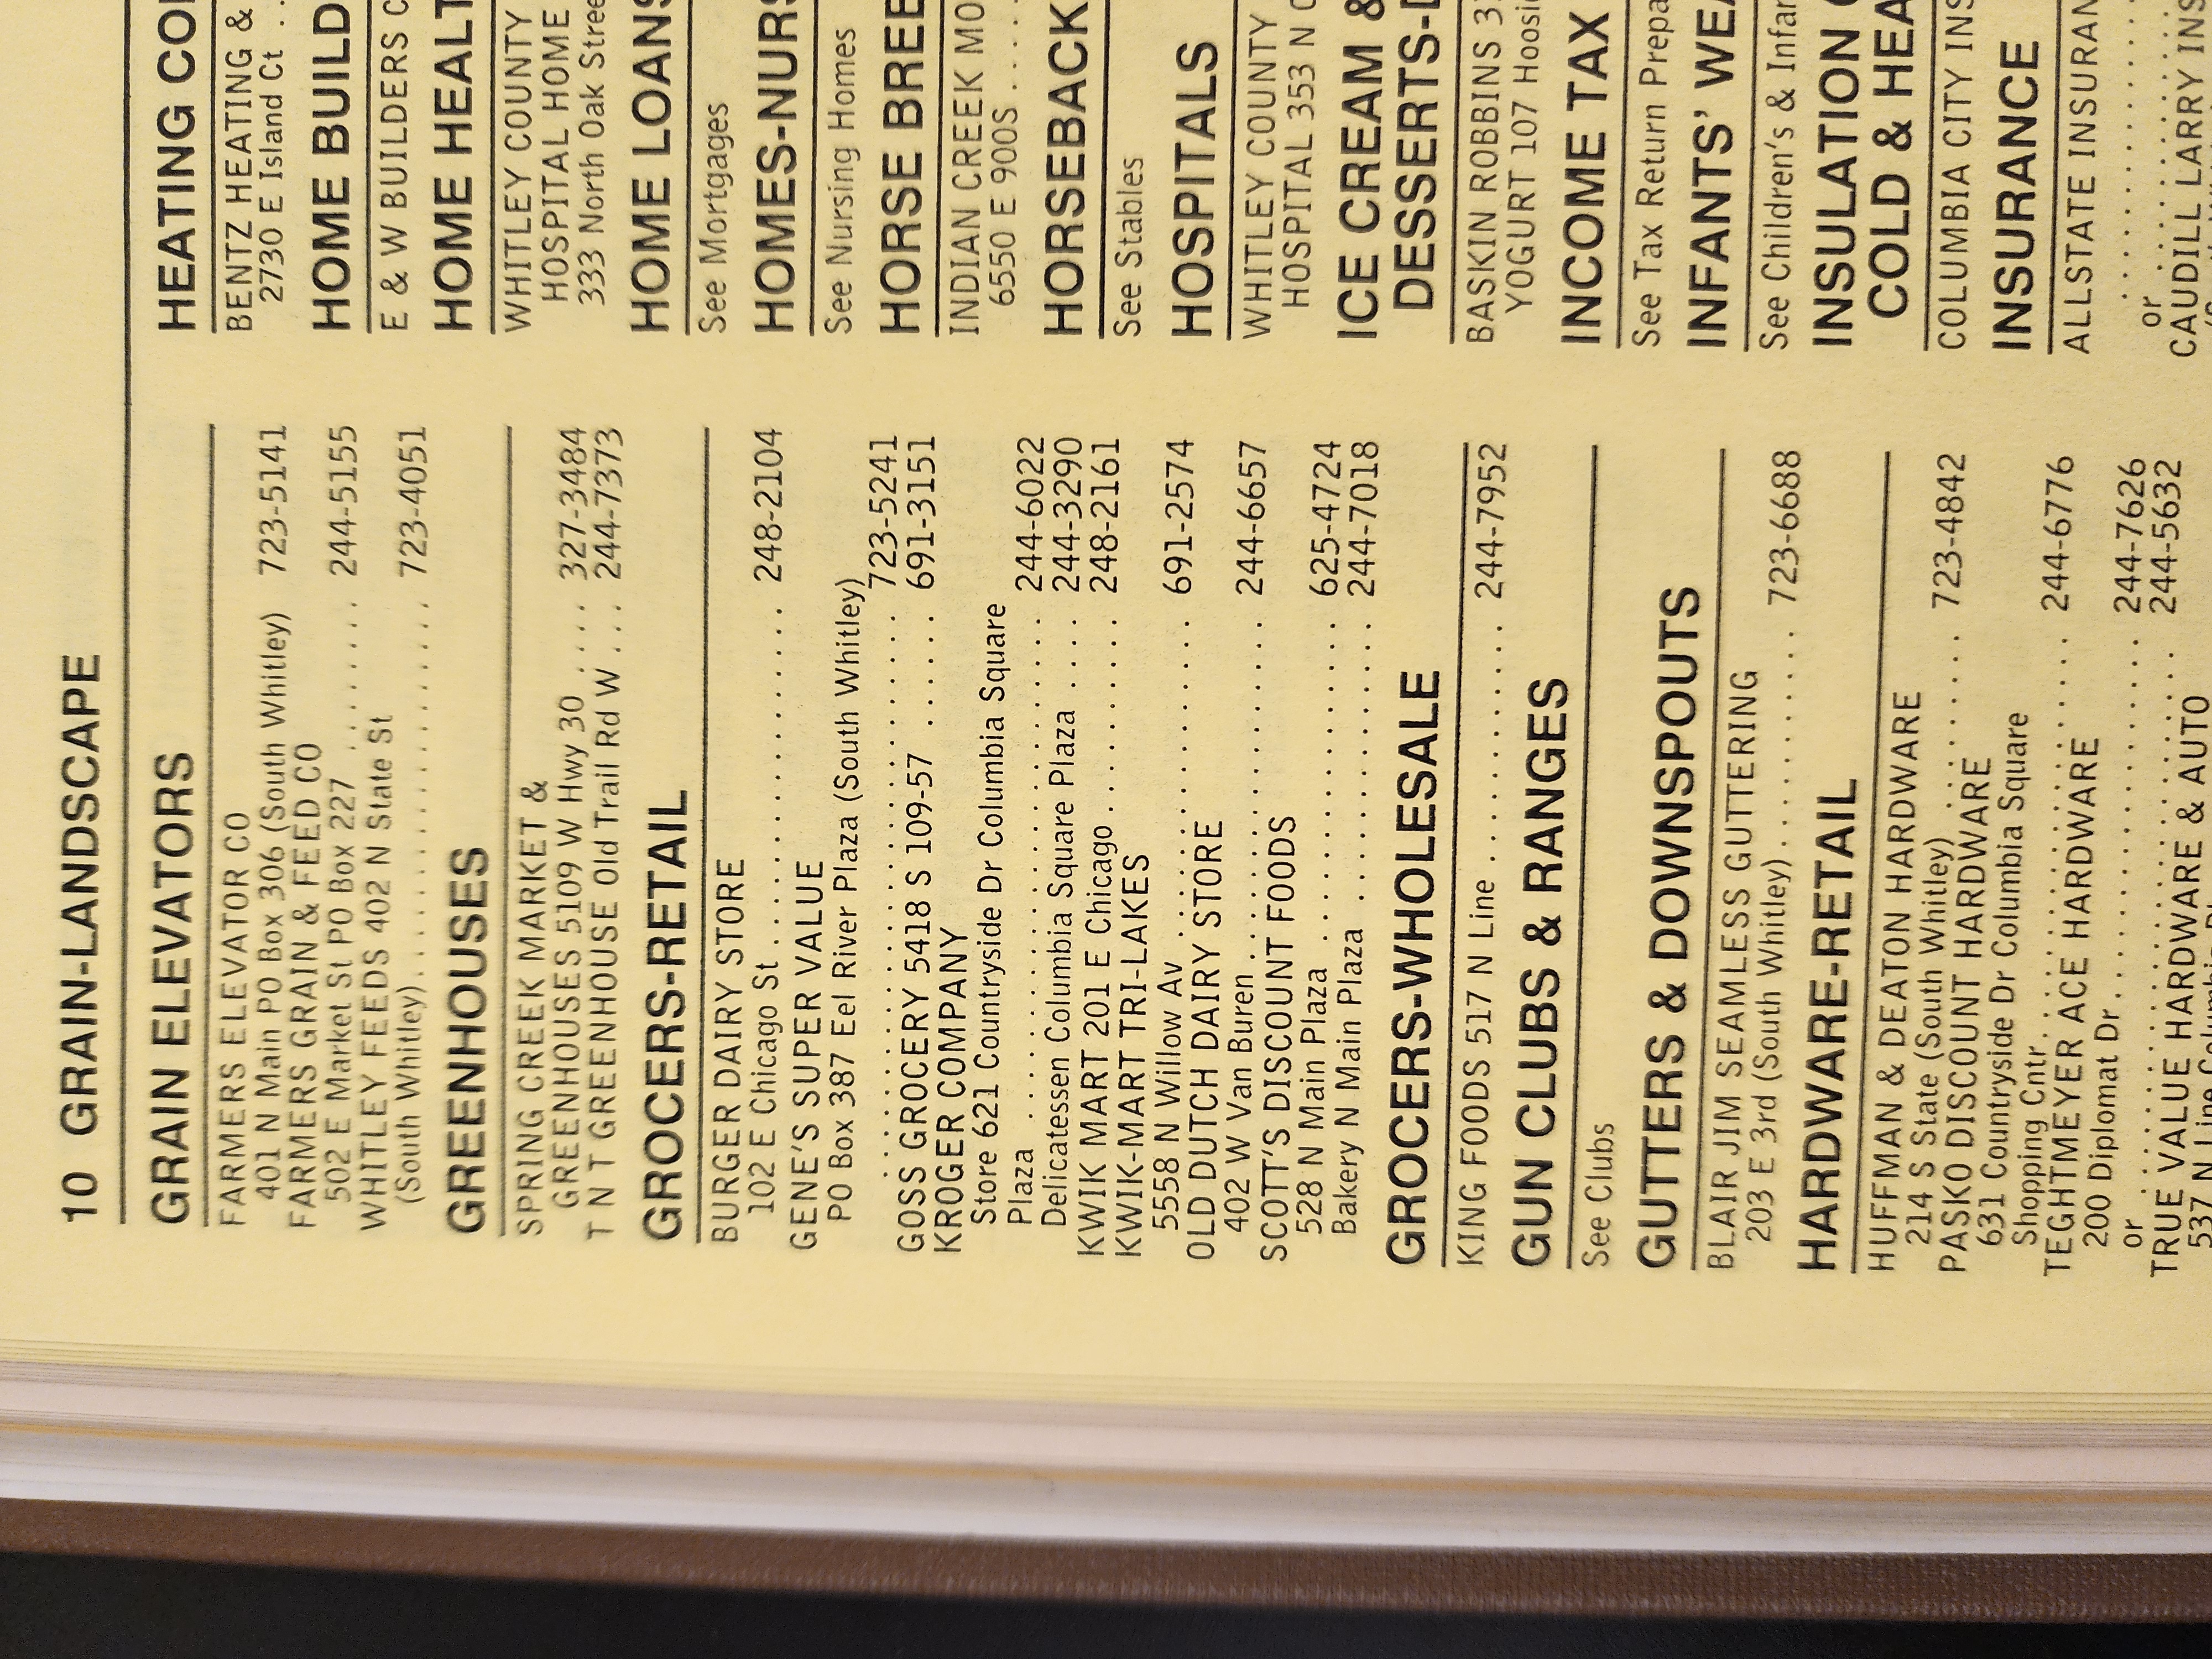 10 GRAIN-LANDSCAPE
GRAIN ELEVATORS
FARMERS ELEVATOR CO
401 N Main PO Box 306 (South Whitley) 723-5141
FARMERS GRAIN & FEED CO
502 E Market St PO Box 227 ....... 244-5155
WHITLEY FEEDS 402 N State St
(South Whitley).................... 723-4051
GREENHOUSES
SPRING CREEK MARKET &
GREENHOUSES 5109 W Hwy 30 .... 327-3484
T N T GREENHOUSE Old Trail Rd W ... 244-7373
GROCERS-RETAIL
BURGER DAIRY STORE
102 E Chicago St .................... 248-2104
GENE'S SUPER VALUE
PO Box 387 Eel River Plaza (South Whitley)
.................................... 723-5241
GOSS GROCERY 5418 S 109-57 ...... 691-3151
KROGER COMPANY
Store 621 Countryside Dr Columbia Square
Plaza ............................. 244-6022
Delicatessen Columbia Square Plaza .... 244-3290
KWIK MART 201 E Chicago ........... 248-2161
KWIK-MART TRI-LAKES
5558 N Willow Av ................... 691-2574
OLD DUTCH DAIRY STORE
402 W Van Buren .................... 244-6657
SCOTT'S DISCOUNT FOODS
528 N Main Plaza ................... 625-4724
Bakery N Main Plaza ................ 244-7018
GROCERS-WHOLESALE
KING FOODS 517 N Line ............. 244-7952
GUN CLUBS & RANGES
See Clubs
GUTTERS & DOWNSPOUTS
BLAIR JIM SEAMLESS GUTTERING
203 E 3rd (South Whitley) ............ 723-6688
HARDWARE-RETAIL
HUFFMAN & DEATON HARDWARE
214 S State (South Whitley) .......... 723-4842
PASKO DISCOUNT HARDWARE
631 Countryside Dr Columbia Square
Shopping Cntr ...................... 244-6776
TEGHTMEYER ACE HARDWARE
200 Diplomat Dr .................... 244-7626
or ................................ 244-5632
TRUE VALUE HARDWARE & AUTO
537 N Line
HEATING CO
BENTZ HEATING &
2730 E Island Ct ..
HOME BUILD
E & W BUILDERS C
HOME HEALT
WHITLEY COUNTY
HOSPITAL HOME
333 North Oak Stree
HOME LOANS
See Mortgages
HOMES-NURS
See Nursing Homes
HORSE BREE
INDIAN CREEK MO
6550 E 900S .....
HORSEBACK
See Stables
HOSPITALS
WHITLEY COUNTY
HOSPITAL 353 N O
ICE CREAM &
DESSERTS-
BASKIN ROBBINS 3
YOGURT 107 Hoosi
INCOME TAX
See Tax Return Prepa
INFANTS' WEA
See Children's & Infan
INSULATION
COLD & HEA
COLUMBIA CITY INS
INSURANCE
ALLSTATE INSURAN
..................
or ...............
CAUDILL LARRY INS